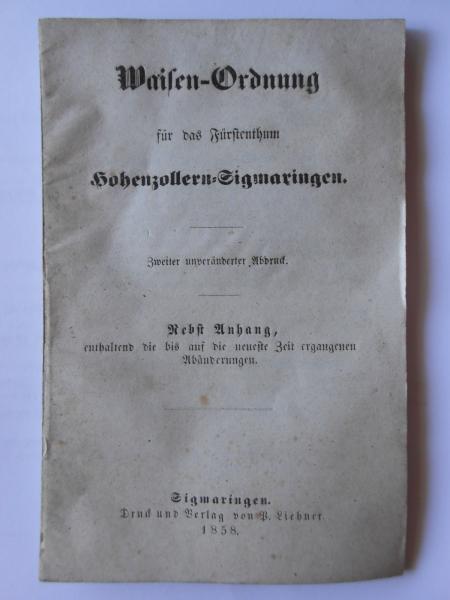 Waisen-Ordnung
für das Fürstenthum
Hohenzollern-Sigmaringen.
Zweiter unveränderter Abdruck.
Nebst Anhang,
enthaltend die bis auf die neueste Zeit ergangenen
Abänderungen.
Sigmaringen.
Druck und Verlag von P. Liehner.
1858.